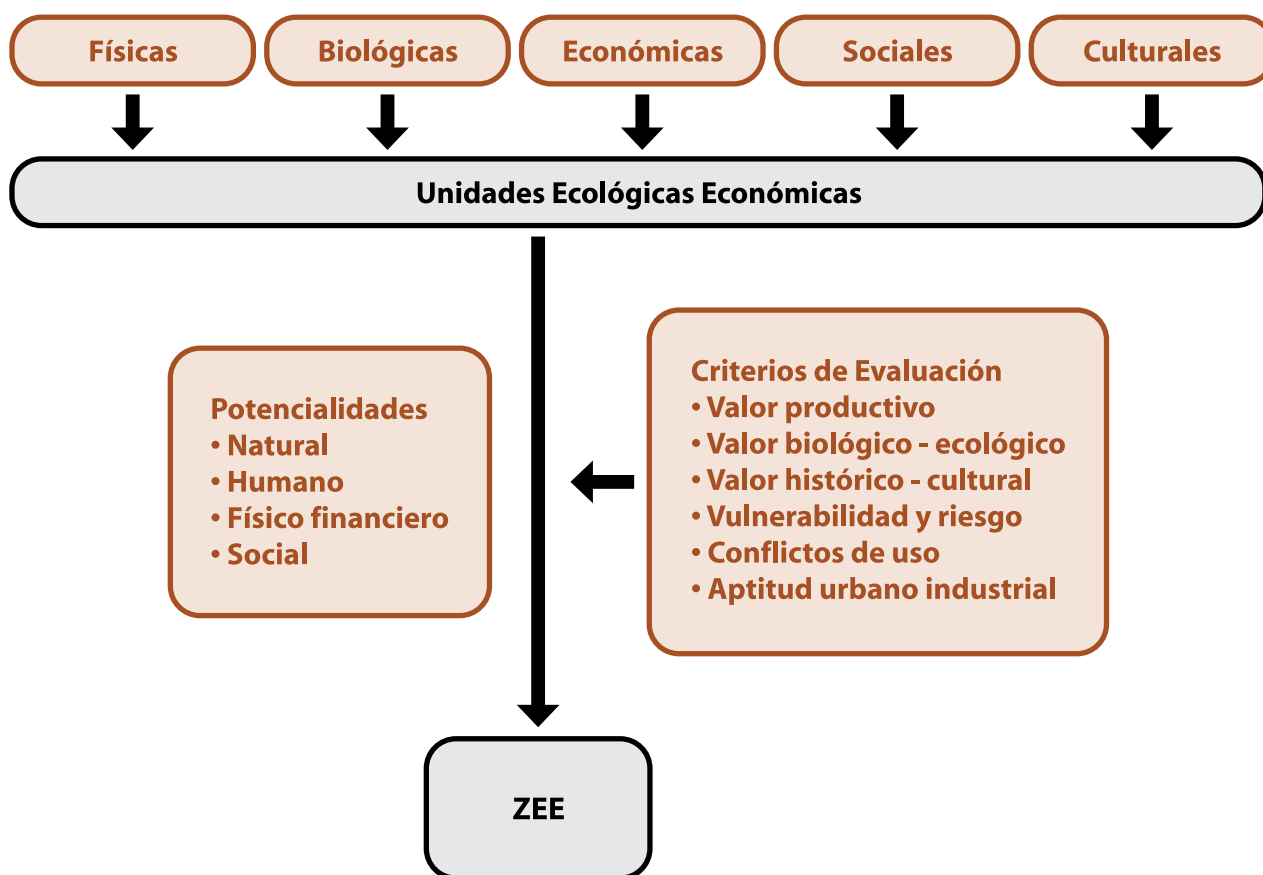 Físicas
Biológicas
Económicas
Sociales
Culturales
Unidades Ecológicas Económicas
Potencialidades
• Natural
• Humano
• Físico financiero
• Social
Criterios de Evaluación
• Valor productivo
• Valor biológico - ecológico
• Valor histórico - cultural
• Vulnerabilidad y riesgo
• Conflictos de uso
• Aptitud urbano industrial
ZEE